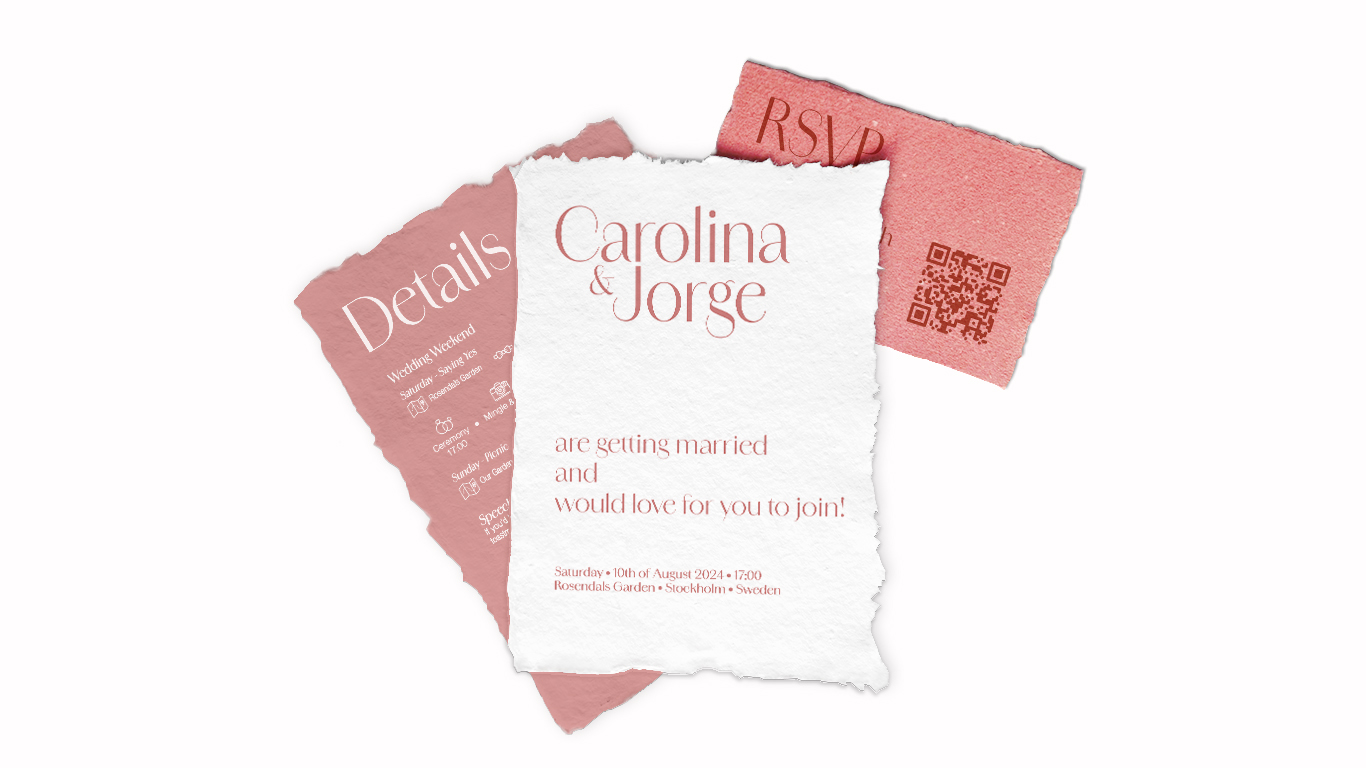 Carolina
& Jorge
are getting married
and
would love for you to join!
Saturday • 10th of August 2024 • 17:00
Rosendals Garden • Stockholm • Sweden
Details
Wedding Weekend
Saturday - Saying Yes
Rosendals Garden
Ceremony • Mingle &
17:00
Sunday - Picnic
Our Garden
If you'd
RSVP